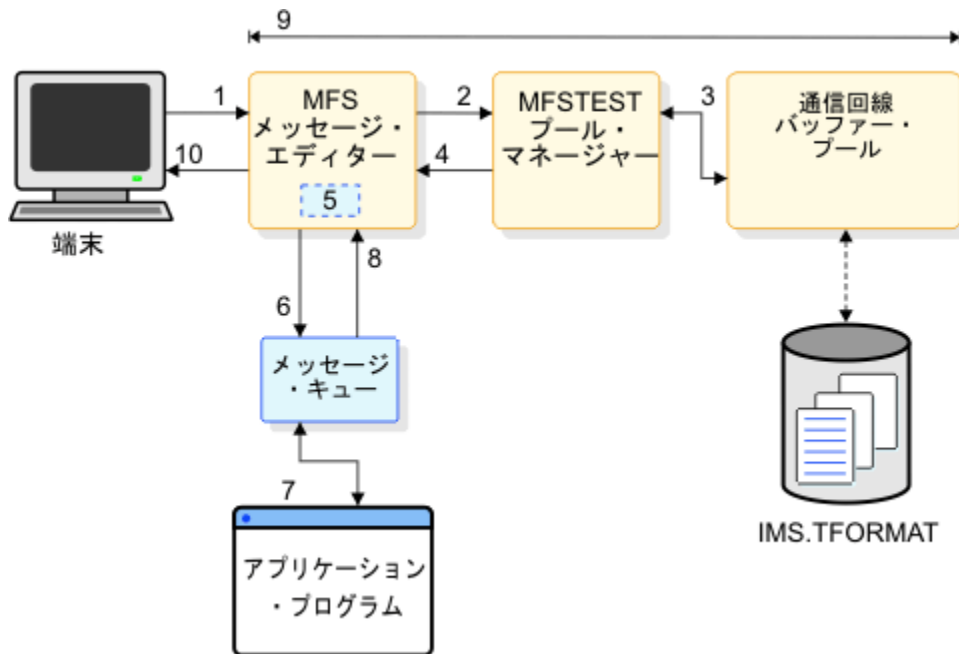 9
1
MFS
メッセージ・
エディター
2
MFSTEST
プール・
マネージャー
3
通信回線
バッファー・
プール
10
4
5
端末
8
6
メッセージ
・キュー
7
アプリケーション
・プログラム
IMS.TFORMAT